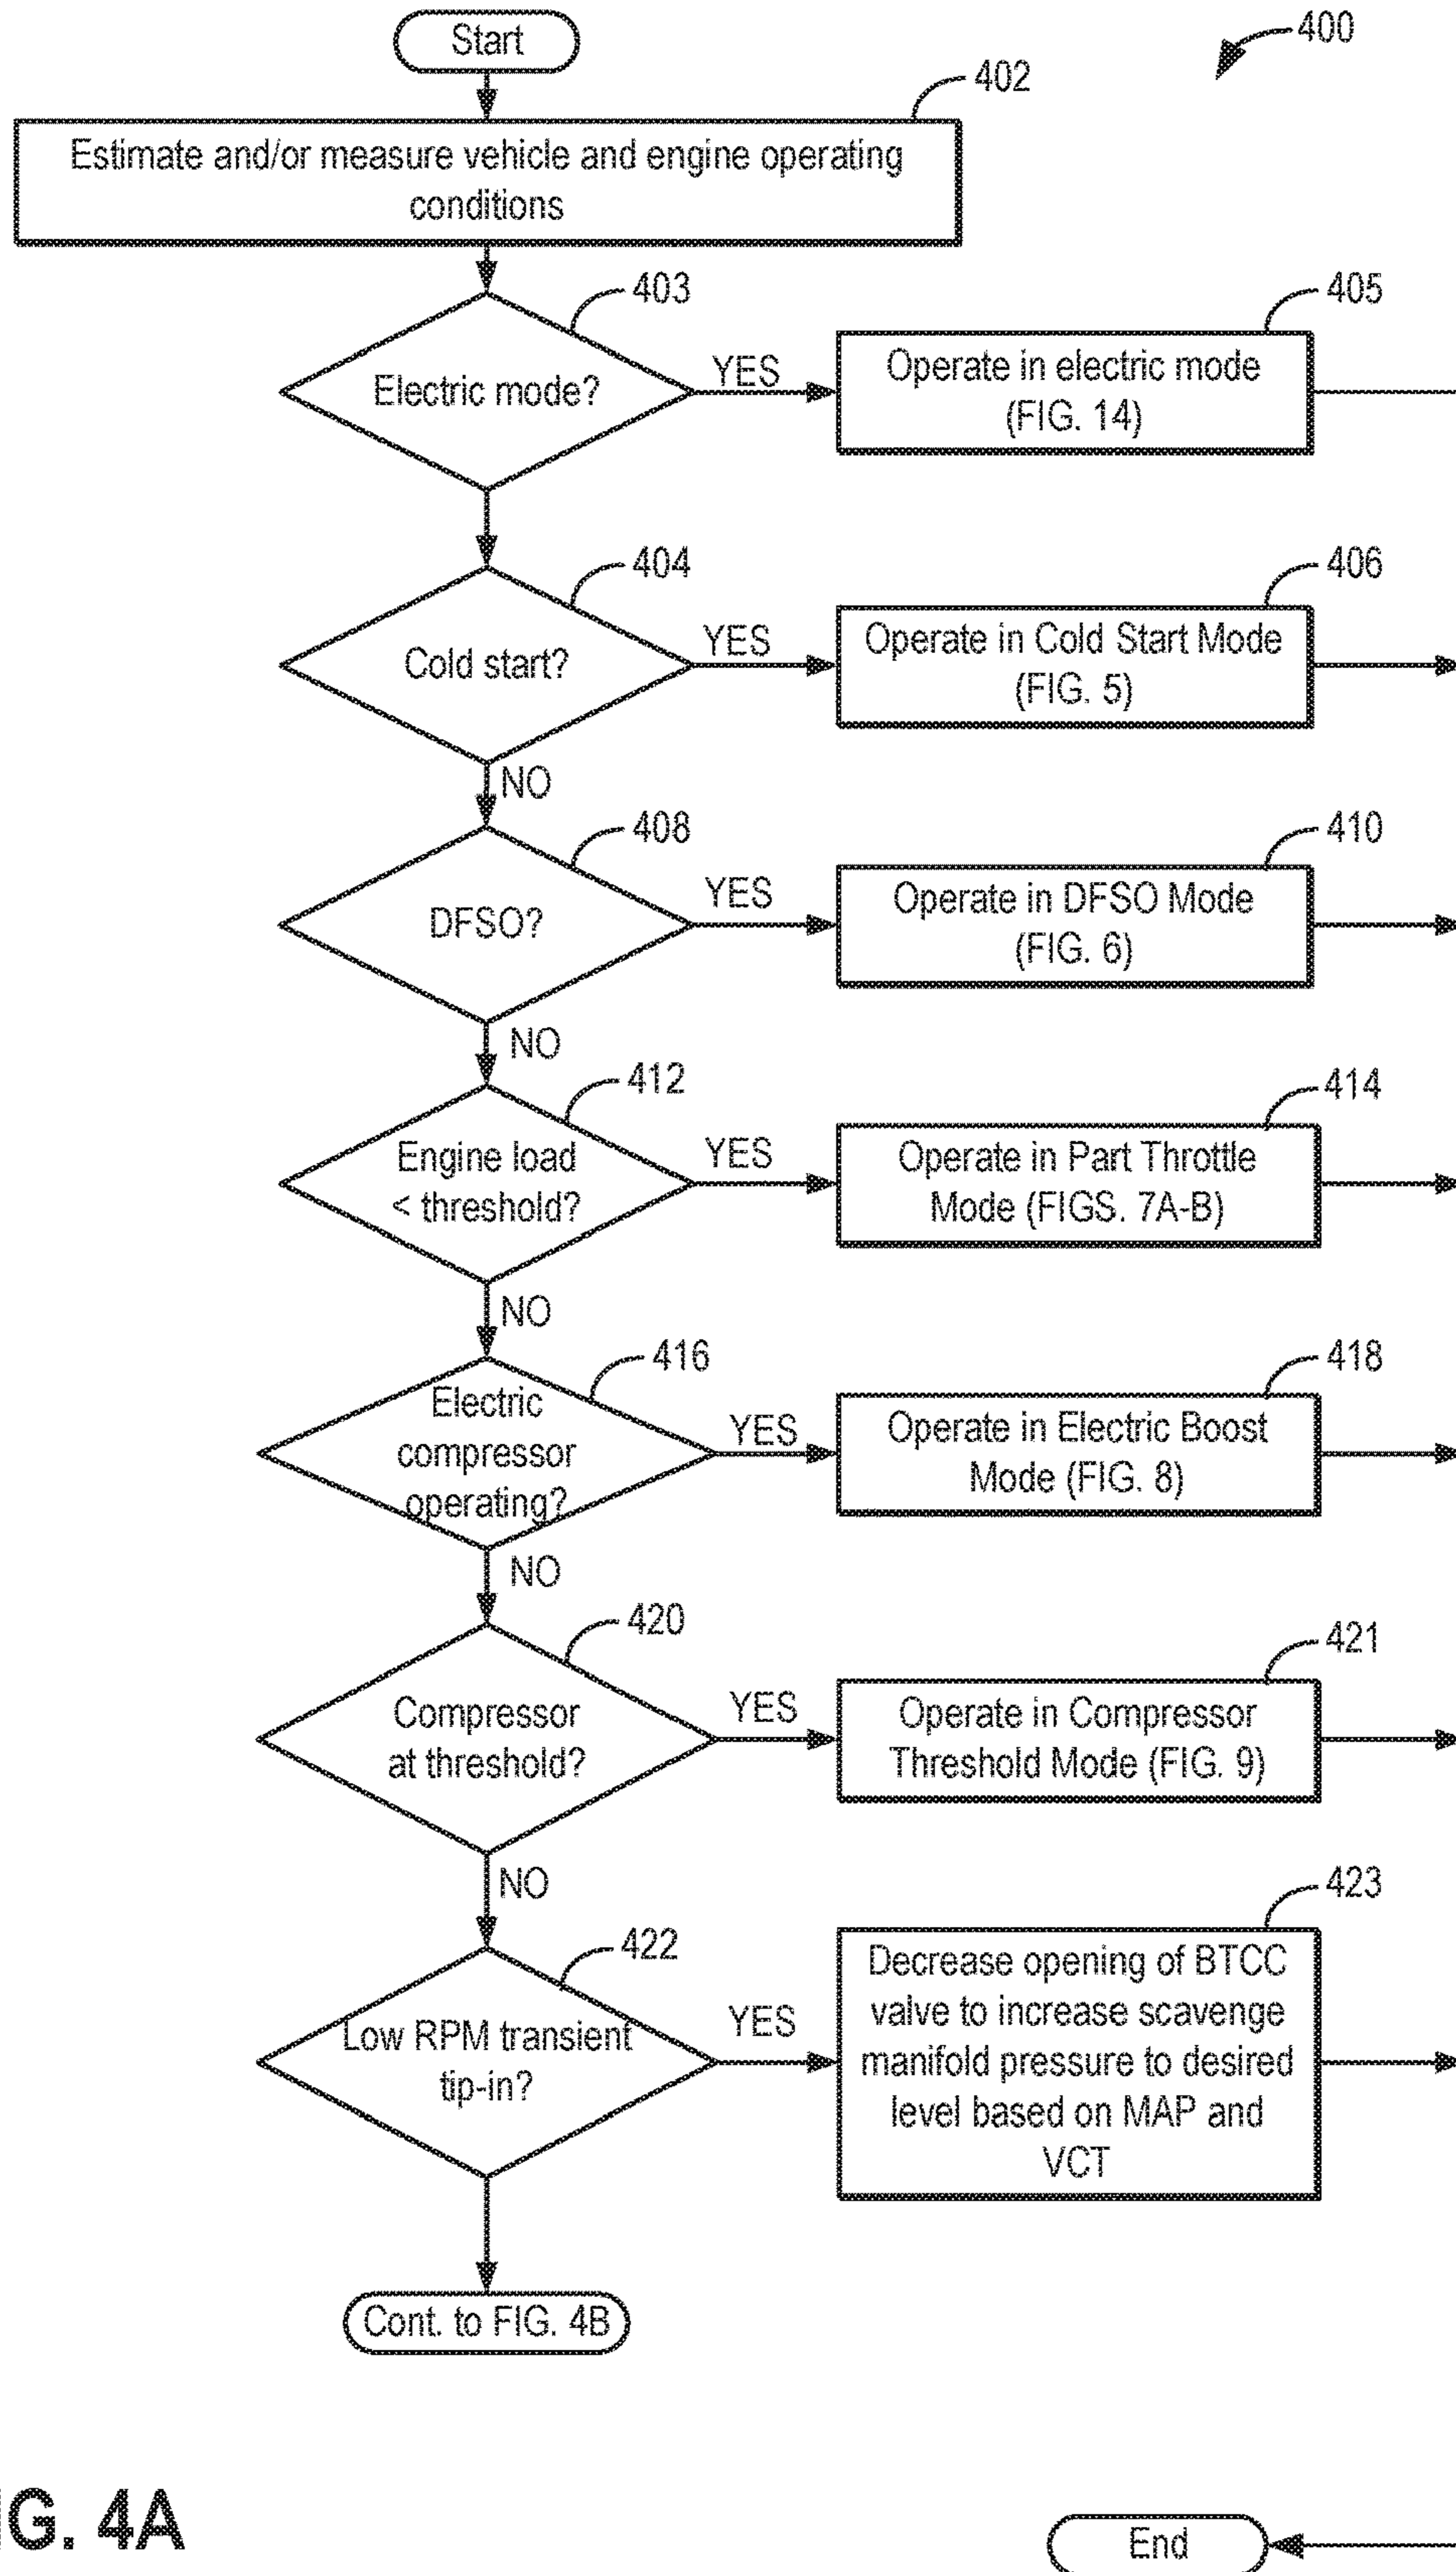 Start
400
402
Estimate and/or measure vehicle and engine operating
conditions
403
Electric mode?
YES
405
Operate in electric mode
(FIG. 14)
404
Cold start?
YES
406
Operate in Cold Start Mode
(FIG. 5)
NO
408
DFSO?
YES
410
Operate in DFSO Mode
(FIG. 6)
NO
412
Engine load
< threshold?
YES
414
Operate in Part Throttle
Mode (FIGS. 7A-B)
NO
416
Electric
compressor
operating?
YES
418
Operate in Electric Boost
Mode (FIG. 8)
NO
420
Compressor
at threshold?
YES
421
Operate in Compressor
Threshold Mode (FIG. 9)
NO
422
Low RPM transient
tip-in?
YES
423
Decrease opening of BTCC
valve to increase scavenge
manifold pressure to desired
level based on MAP and
VCT
Cont. to FIG. 4B
G. 4A
End